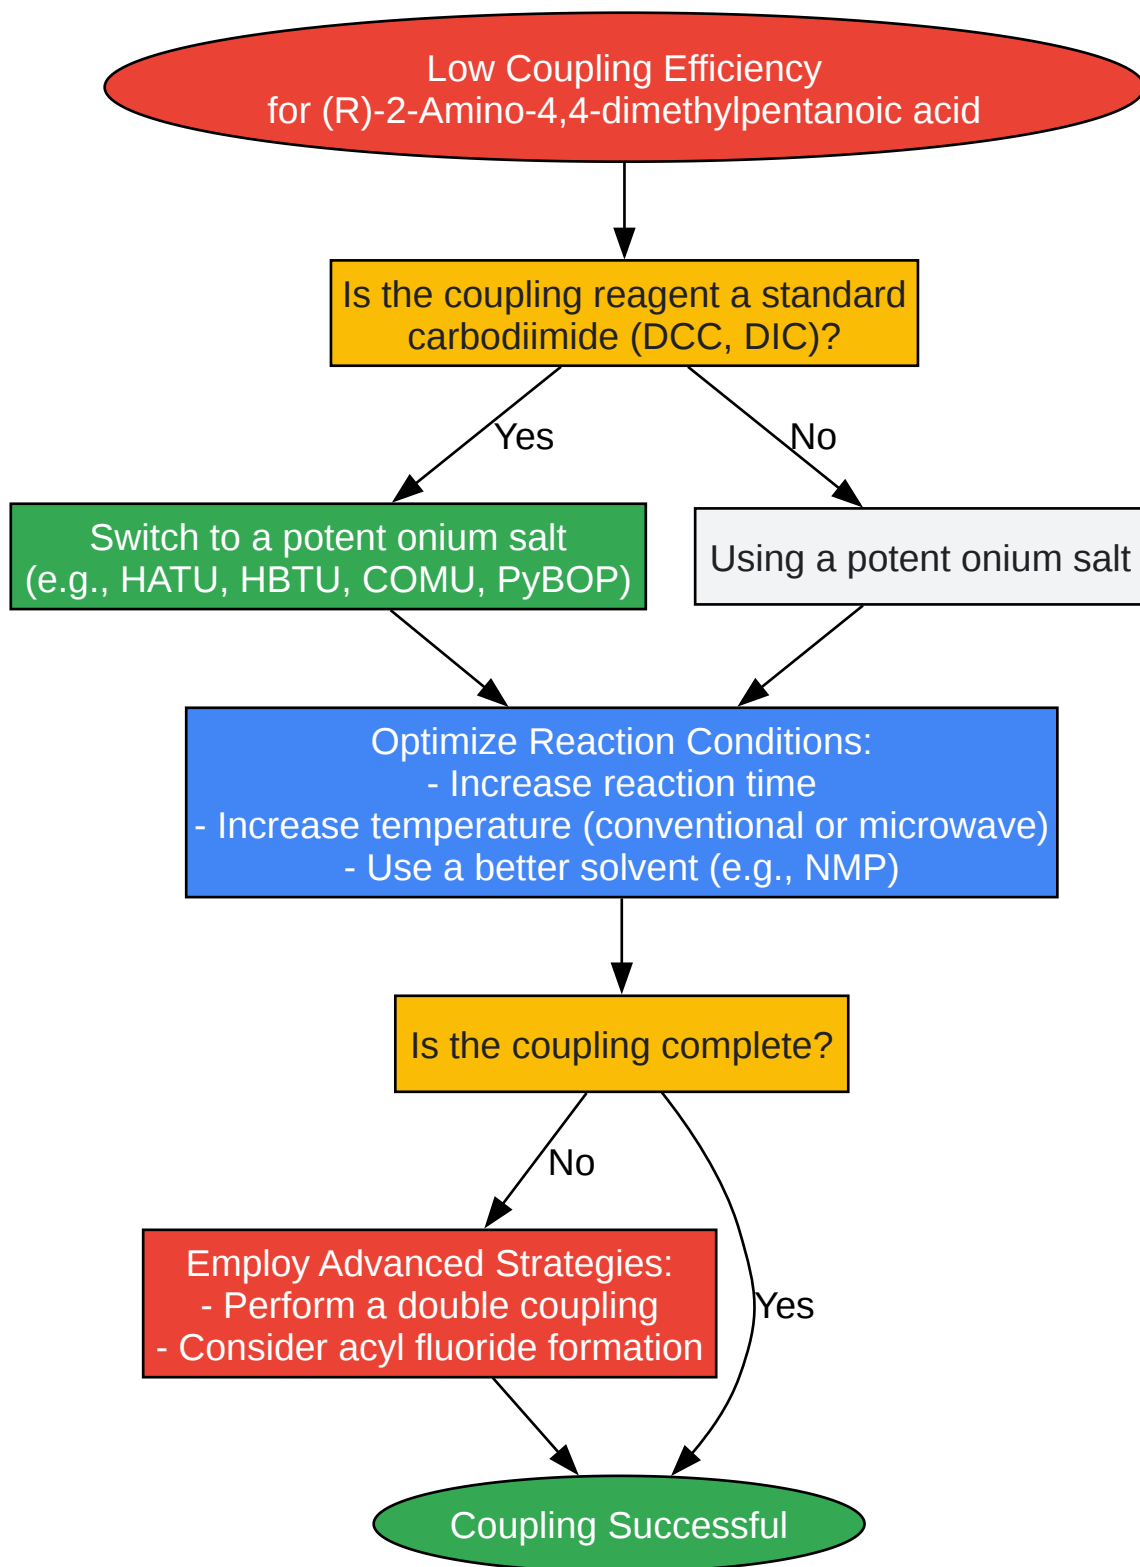 Low Coupling Efficiency
for (R)-2-Amino-4,4-dimethylpentanoic acid
Is the coupling reagent a standard
carbodiimide (DCC, DIC)?
Yes
No
Switch to a potent onium salt
(e.g., HATU, HBTU, COMU, PyBOP)
Using a potent onium salt
Optimize Reaction Conditions:
- Increase reaction time
- Increase temperature (conventional or microwave)
- Use a better solvent (e.g., NMP)
Is the coupling complete?
No
Employ Advanced Strategies:
- Perform a double coupling
- Consider acyl fluoride formation
Yes
Coupling Successful